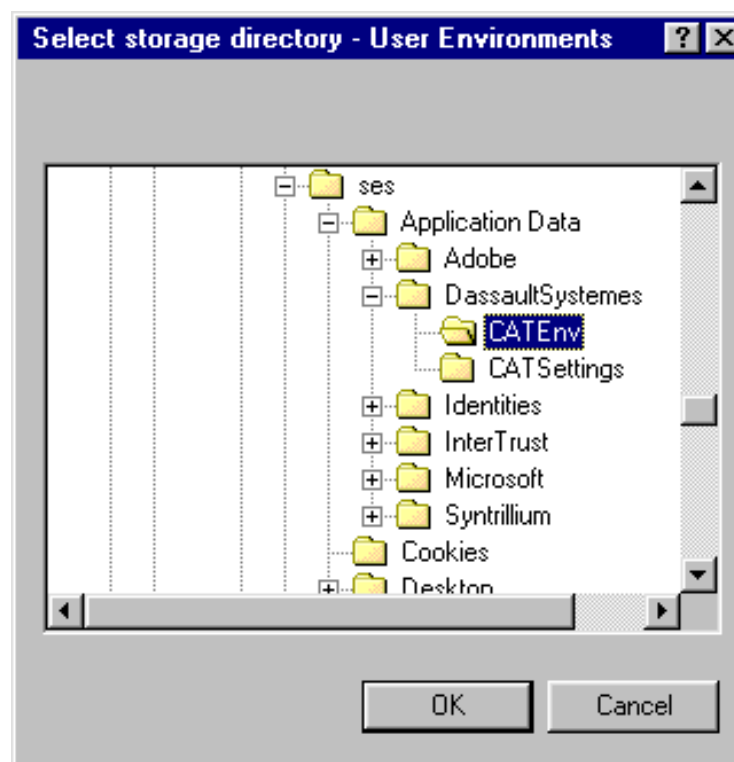 Select storage directory - User Environments
ses
Application Data
Adobe
DassaultSystemes
CATEnv
CATSettings
Identities
InterTrust
Microsoft
Syntrillium
Cookies
Desktop
OK Cancel